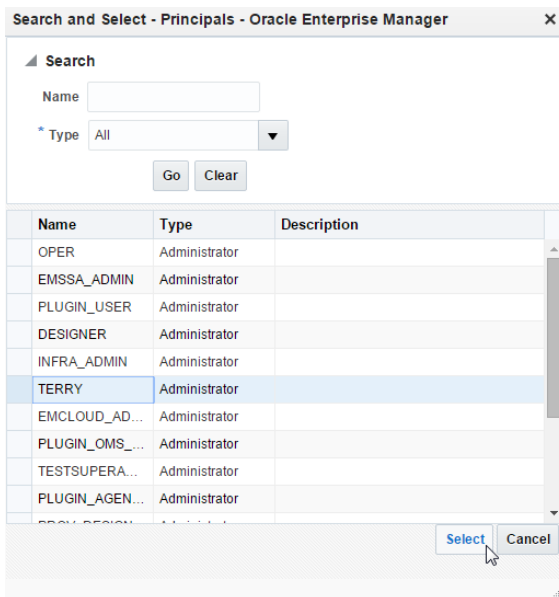 Search and Select - Principals - Oracle Enterprise Manager ×
Search
Name
* Type All
Go Clear
Name Type Description
OPER Administrator
EMSSA_ADMIN Administrator
PLUGIN_USER Administrator
DESIGNER Administrator
INFRA_ADMIN Administrator
TERRY Administrator
EMCLOUD_AD... Administrator
PLUGIN_OMS_... Administrator
TESTSUPERA... Administrator
PLUGIN_AGEN... Administrator
Select Cancel